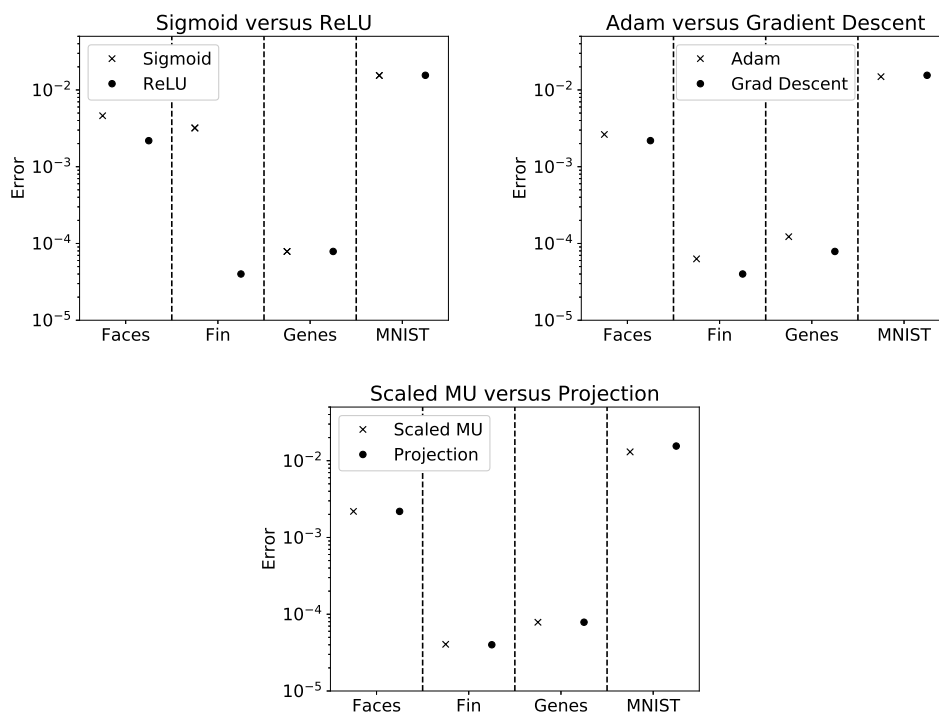 Sigmoid versus ReLU
Sigmoid
ReLU
Error
10⁻²
10⁻³
10⁻⁴
10⁻⁵
Faces Fin Genes MNIST
Adam versus Gradient Descent
Adam
Grad Descent
Error
10⁻²
10⁻³
10⁻⁴
10⁻⁵
Faces Fin Genes MNIST
Scaled MU versus Projection
Scaled MU
Projection
Error
10⁻²
10⁻³
10⁻⁴
10⁻⁵
Faces Fin Genes MNIST